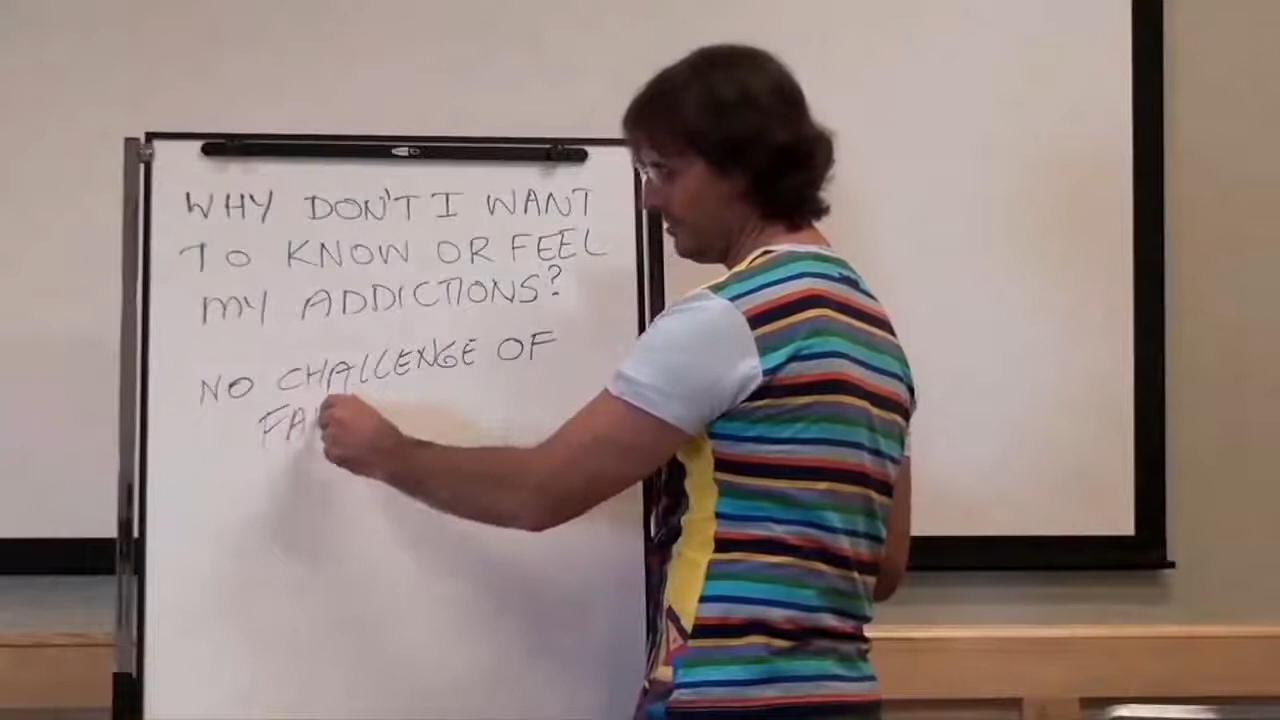 WHY DON'T I WANT
TO KNOW OR FEEL
MY ADDICTIONS?
NO CHALLENGE OF